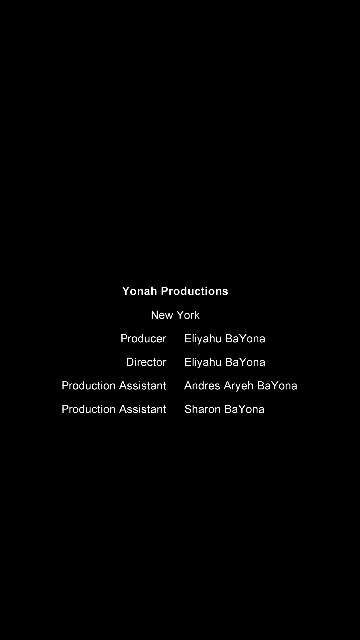 Yonah Productions
New York
Producer Eliyahu BaYona
Director Eliyahu BaYona
Production Assistant Andres Aryeh BaYona
Production Assistant Sharon BaYona